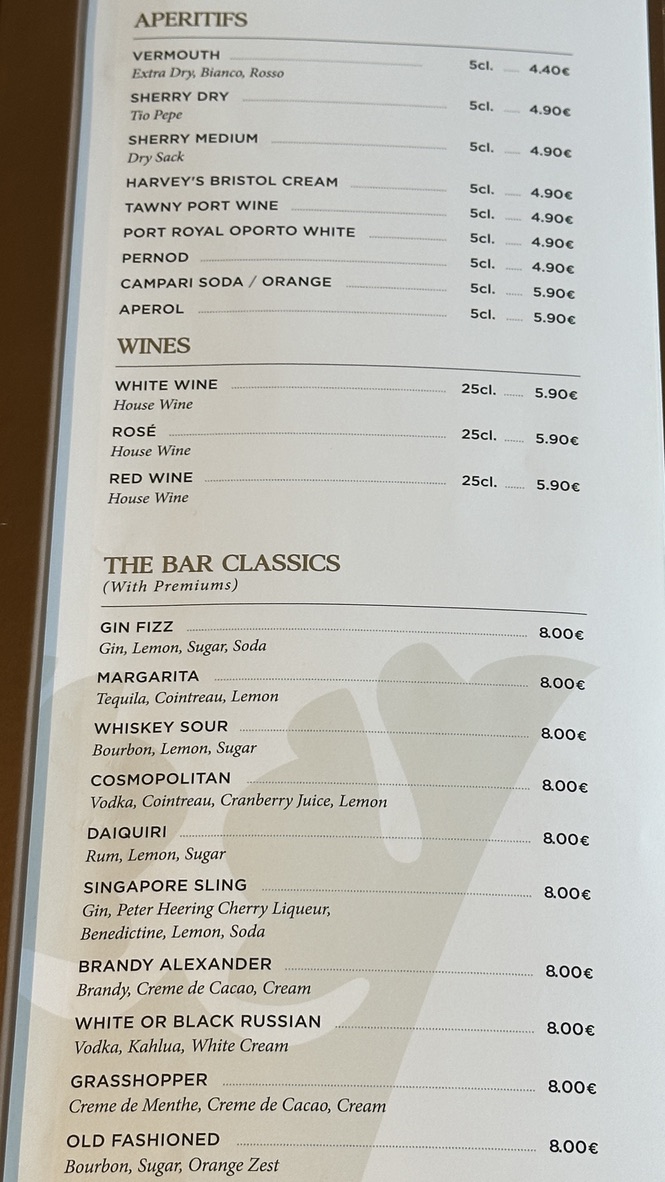 APERITIFS
VERMOUTH 5cl. 4.40€
Extra Dry, Bianco, Rosso
SHERRY DRY 5cl. 4.90€
Tio Pepe
SHERRY MEDIUM 5cl. 4.90€
Dry Sack
HARVEY'S BRISTOL CREAM 5cl. 4.90€
TAWNY PORT WINE 5cl. 4.90€
PORT ROYAL OPORTO WHITE 5cl. 4.90€
PERNOD 5cl. 4.90€
CAMPARI SODA / ORANGE 5cl. 5.90€
APEROL 5cl. 5.90€
WINES
WHITE WINE 25cl. 5.90€
House Wine
ROSÉ 25cl. 5.90€
House Wine
RED WINE 25cl. 5.90€
House Wine
THE BAR CLASSICS
(With Premiums)
GIN FIZZ 8.00€
Gin, Lemon, Sugar, Soda
MARGARITA 8.00€
Tequila, Cointreau, Lemon
WHISKEY SOUR 8.00€
Bourbon, Lemon, Sugar
COSMOPOLITAN 8.00€
Vodka, Cointreau, Cranberry Juice, Lemon
DAIQUIRI 8.00€
Rum, Lemon, Sugar
SINGAPORE SLING 8.00€
Gin, Peter Heering Cherry Liqueur,
Benedictine, Lemon, Soda
BRANDY ALEXANDER 8.00€
Brandy, Creme de Cacao, Cream
WHITE OR BLACK RUSSIAN 8.00€
Vodka, Kahlua, White Cream
GRASSHOPPER 8.00€
Creme de Menthe, Creme de Cacao, Cream
OLD FASHIONED 8.00€
Bourbon, Sugar, Orange Zest